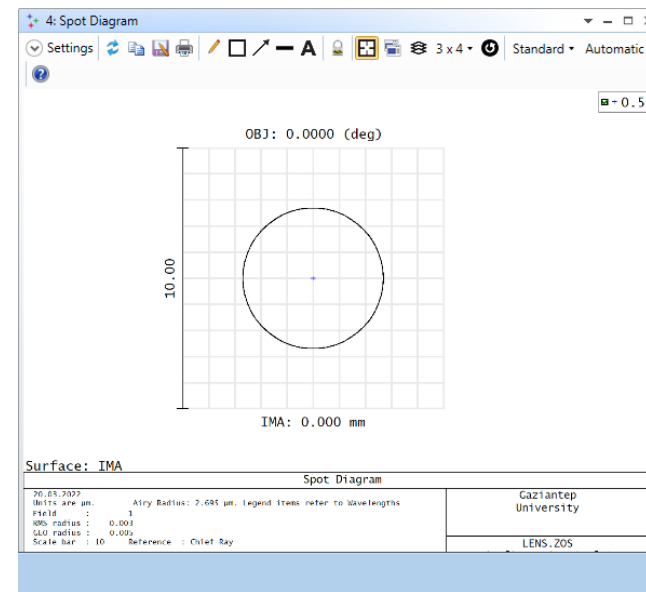 4: Spot Diagram
Settings A 3 x 4 Standard Automatic
+ 0.5
OBJ: 0.0000 (deg)
10.00
IMA: 0.000 mm
Surface: IMA
Spot Diagram
20.03.2022
Units are µm. Airy Radius: 2.695 µm. Legend items refer to Wavelengths
Field : 1
RMS radius : 0.003
GEO radius : 0.005
Scale bar : 10 Reference : Chief Ray
Gaziantep
University
LENS.ZOS